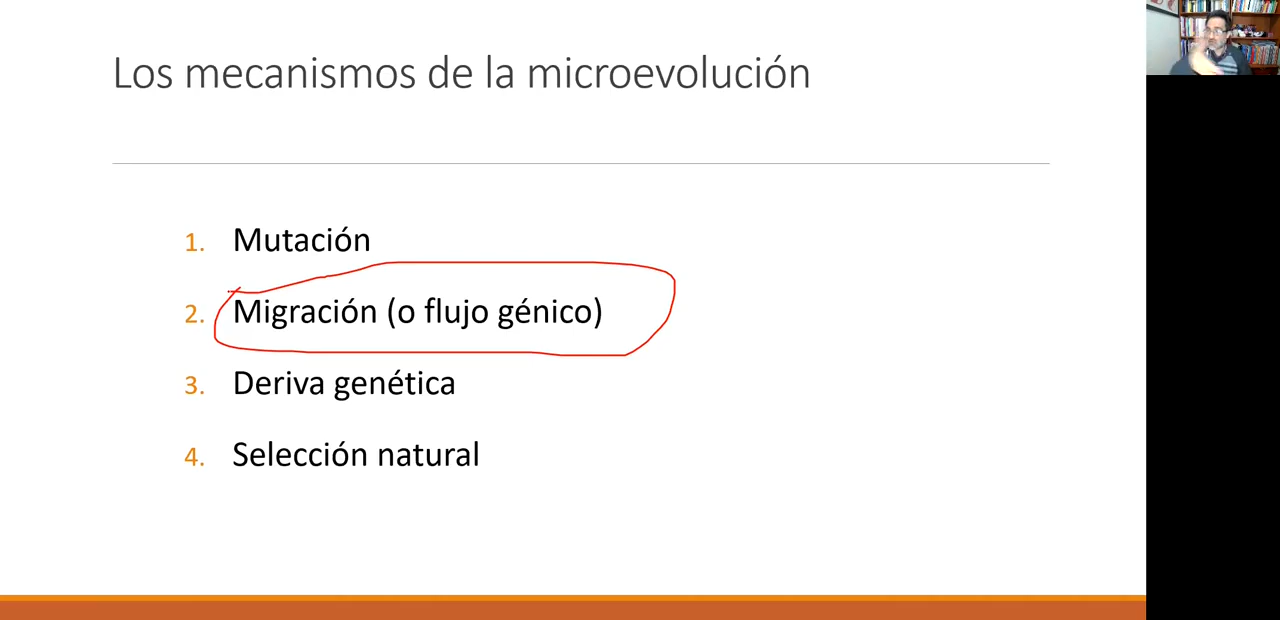 Los mecanismos de la microevolución
1. Mutación
2. Migración (o flujo génico)
3. Deriva genética
4. Selección natural